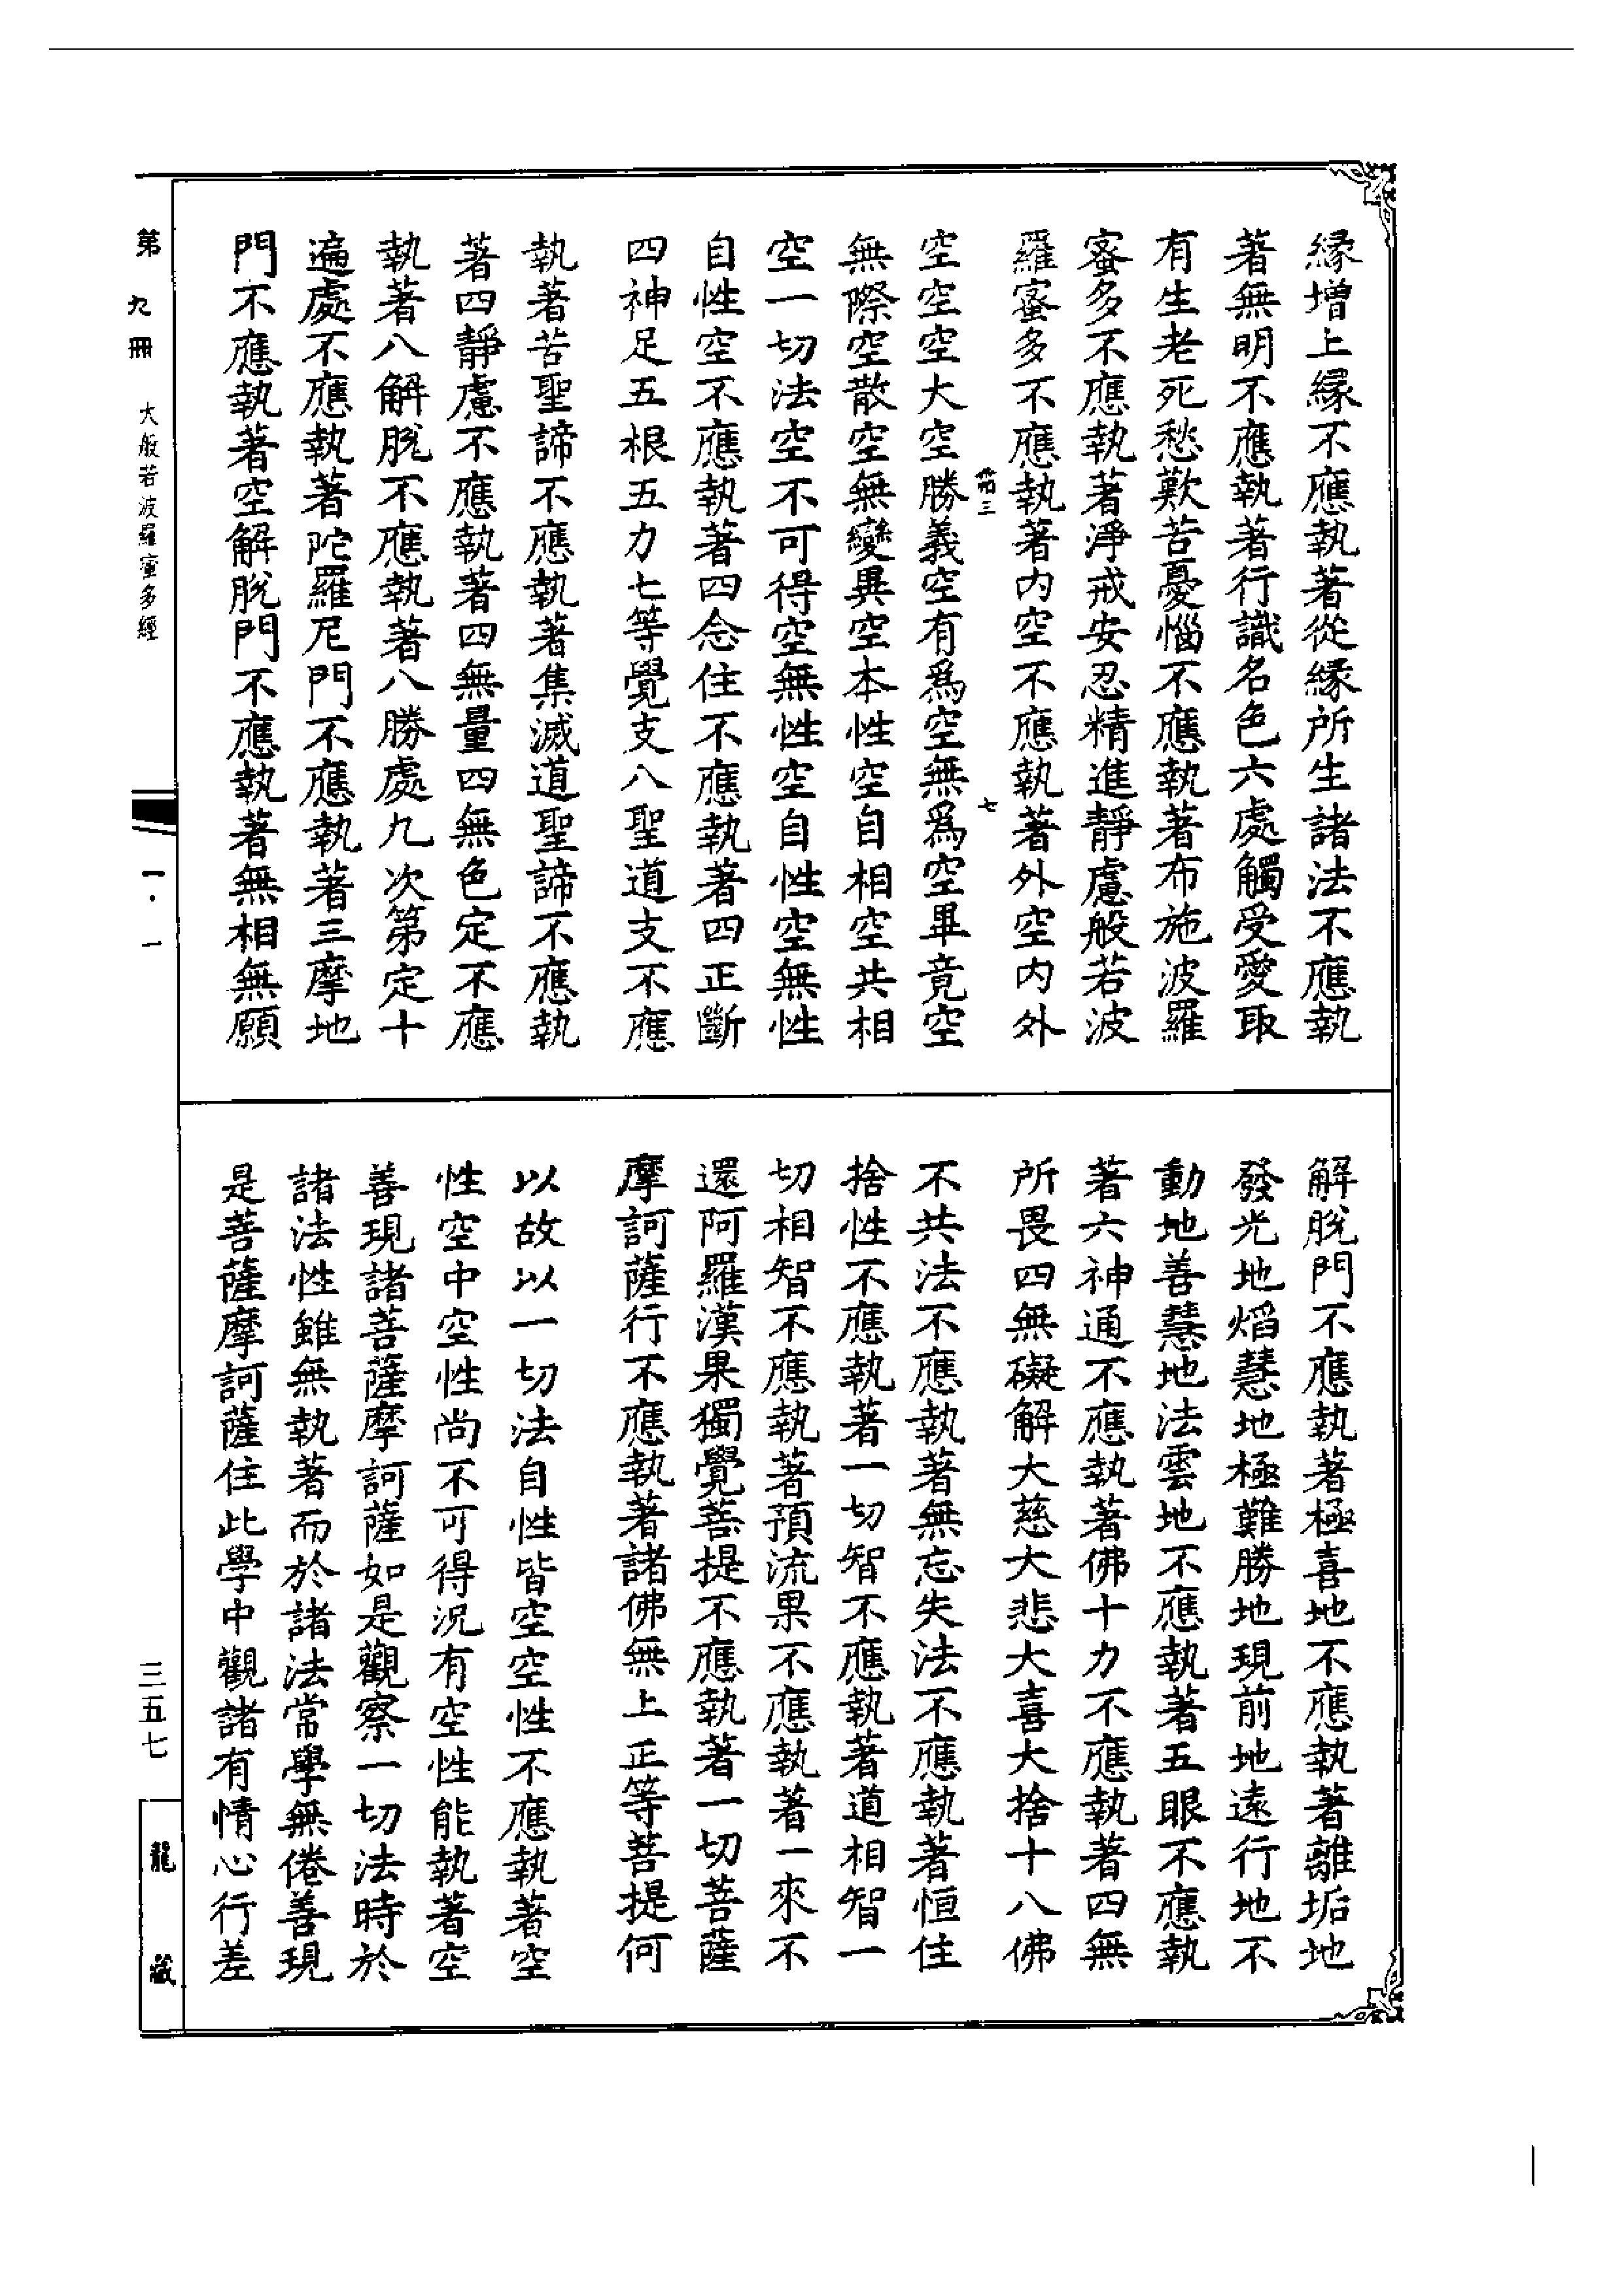 緣增上緣不應執著從緣所生諸法不應執
著無明不應執著行識名色六處觸受愛取
有生老死愁歎苦憂惱不應執著布施波羅
蜜多不應執著淨戒安忍精進靜慮般若波
羅蜜多不應執著内空不應執著外空内外
三
七
空空空大空勝義空有爲空無爲空畢竟空
無際空散空無變異空本性空自相空共相
空一切法空不可得空無性空自性空無性
自性空不應執著四念住不應執著四正斷
四神足五根五力七等覺支八聖道支不應
執著苦聖諦不應執著集滅道聖諦不應執
著四靜慮不應執著四無量四無色定不應
執著八解脫不應執著八勝處九次第定十
遍處不應執著陀羅尼門不應執著三摩地
門不應執著空解脫門不應執著無相無願
解脫門不應執著極喜地不應執著離垢地
發光地焰慧地極難勝地現前地遠行地不
動地善慧地法雲地不應執著五眼不應執
著六神通不應執著佛十力不應執著四無
所畏四無礙解大慈大悲大喜大捨十八佛
不共法不應執著無忘失法不應執著恒住
捨性不應執著一切智不應執著道相智一
切相智不應執著預流果不應執著一來不
還阿羅漢果獨覺菩提不應執著一切菩薩
摩訶薩行不應執著諸佛無上正等菩提何
以故以一切法自性皆空空性不應執著空
性空中空性尚不可得況有空性能執著空
善現諸菩薩摩訶薩如是觀察一切法時於
諸法性雖無執著而於諸法常學無倦善現
是菩薩摩訶薩住此學中觀諸有情心行差
第九冊 大般若波羅蜜多經
一·一
三五七
龍藏